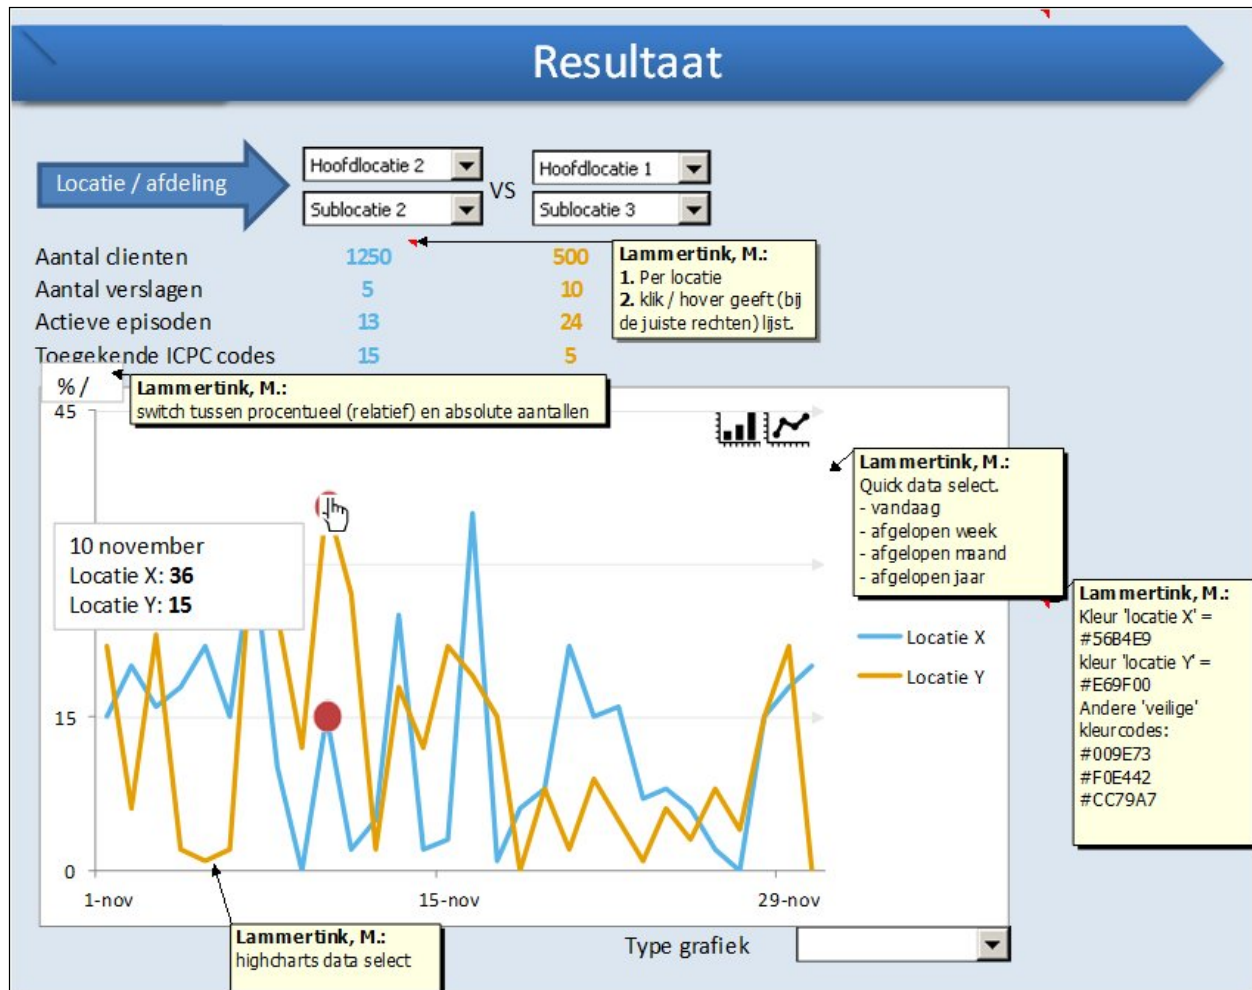 Resultaat
Locatie / afdeling
Hoofdlocatie 2
Sublocatie 2
VS
Hoofdlocatie 1
Sublocatie 3
Aantal clienten 1250 500
Aantal verslagen 5 10
Actieve episoden 13 24
Toegekende ICPC codes 15 5
Lammertink, M.:
1. Per locatie
2. klik / hover geeft (bij
de juiste rechten) lijst.
% /
Lammertink, M.:
switch tussen procentueel (relatief) en absolute aantallen
45
15
0
1-nov
15-nov
29-nov
10 november
Locatie X: 36
Locatie Y: 15
Lammertink, M.:
Quick data select.
- vandaag
- afgelopen week
- afgelopen maand
- afgelopen jaar
Locatie X
Locatie Y
Lammertink, M.:
Kleur 'locatie X' =
#56B4E9
kleur 'locatie Y' =
#E69F00
Andere 'veilige'
kleurcodes:
#009E73
#F0E442
#CC79A7
Lammertink, M.:
highcharts data select
Type grafiek